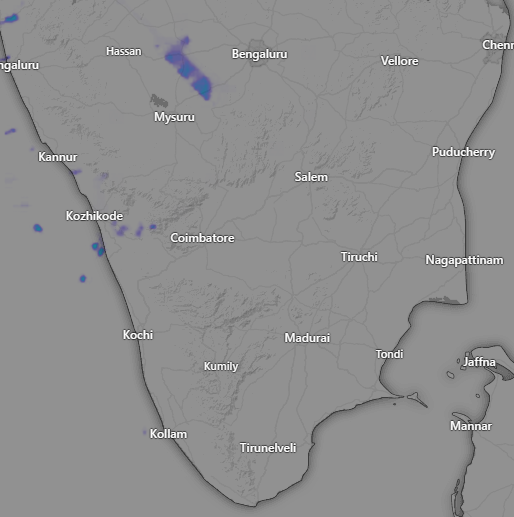 Hassan
Bengaluru
Vellore
Chenn
ngaluru
Mysuru
Kannur
Puducherry
Salem
Kozhikode
Coimbatore
Tiruchi
Nagapattinam
Kochi
Madurai
Tondi
Kumily
Jaffna
Kollam
Mannar
Tirunelveli